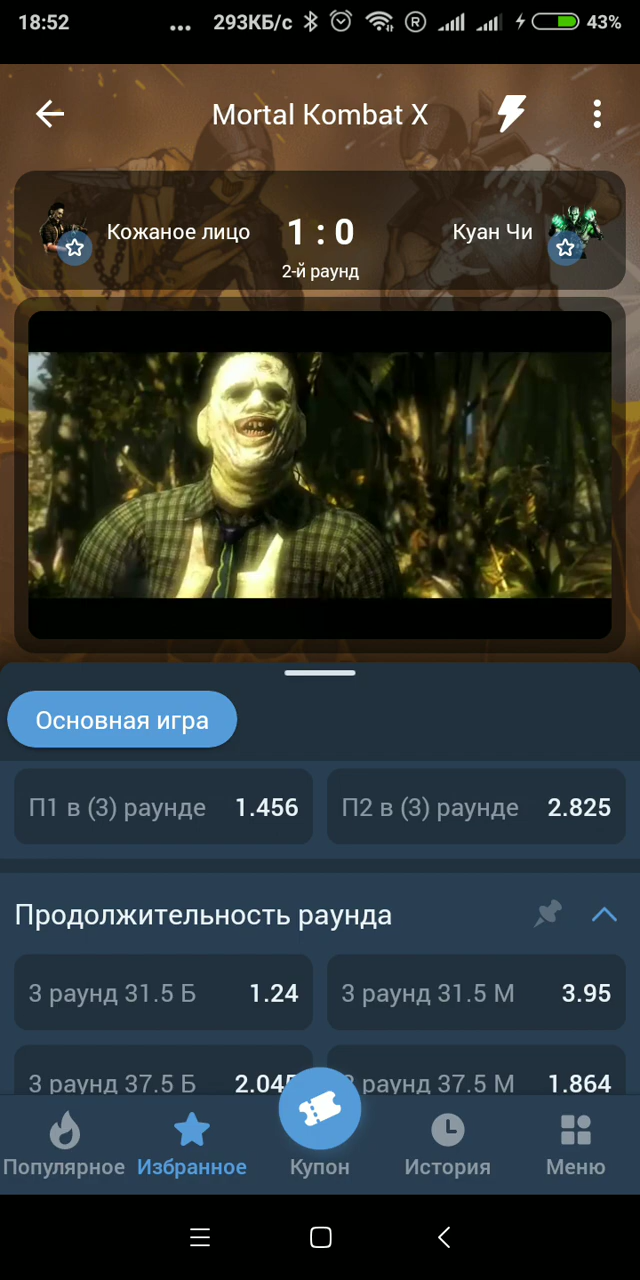 18:52 ... 293КБ/с R 43%
Mortal Kombat X
Кожаное лицо 1 : 0 Куан Чи
2-й раунд
Основная игра
П1 в (3) раунде 1.456 П2 в (3) раунде 2.825
Продолжительность раунда
3 раунд 31.5 Б 1.24 3 раунд 31.5 М 3.95
3 раунд 37.5 Б 2.045 раунд 37.5 М 1.864
Популярное Избранное Купон История Меню